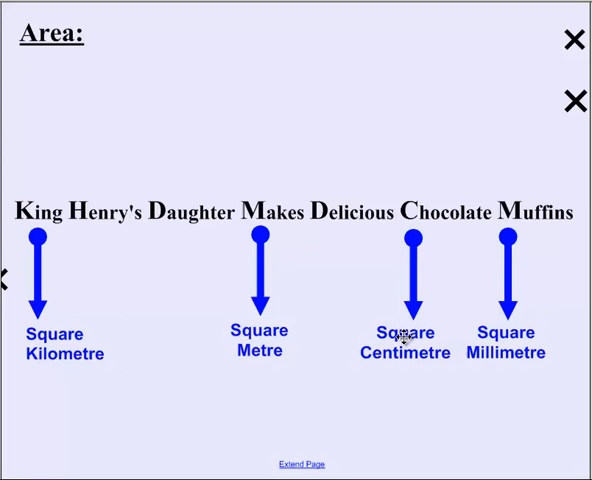 Area:
King Henry's Daughter Makes Delicious Chocolate Muffins
Square Kilometre
Square Metre
Square Centimetre
Square Millimetre
Extend Page